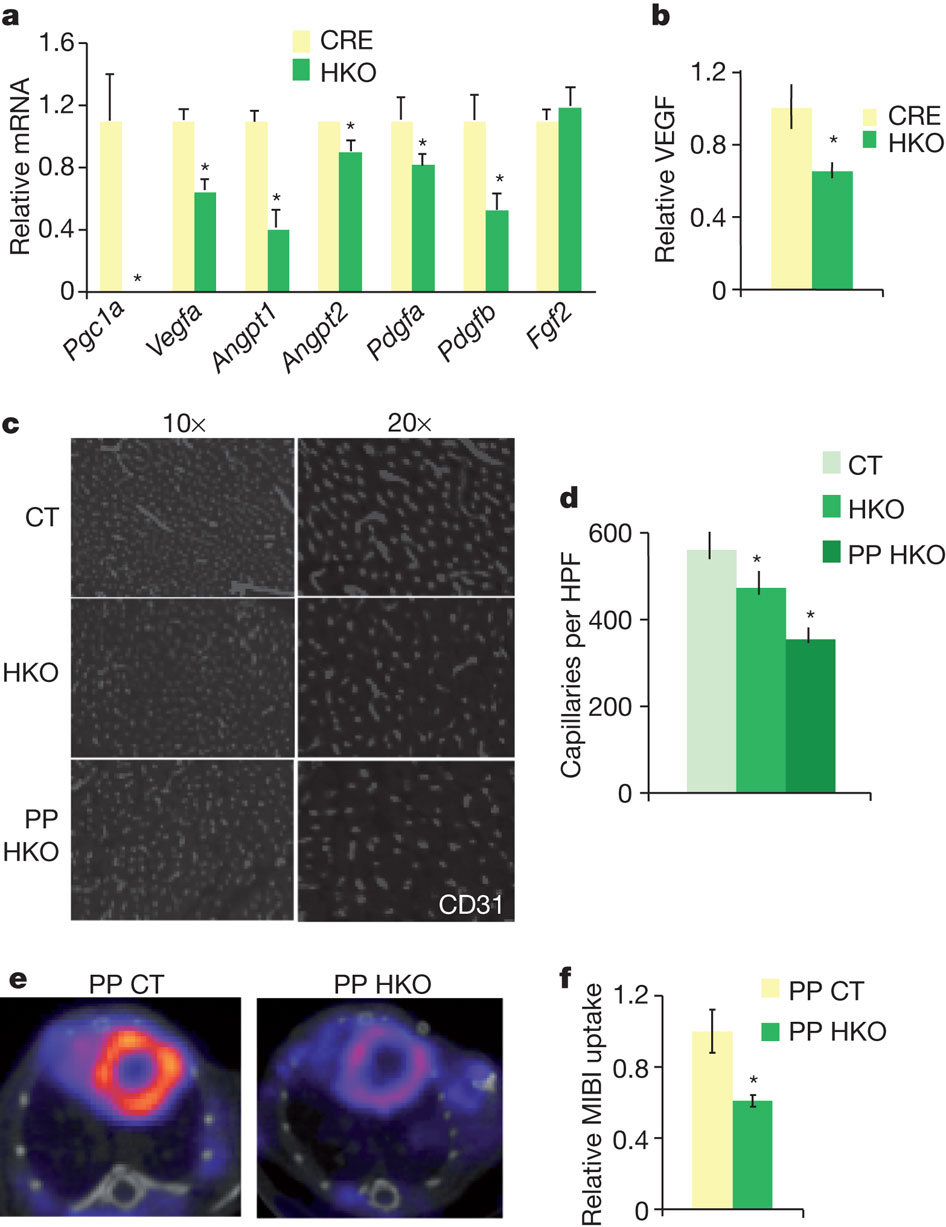 a
1.6
1.2
0.8
0.4
0
Relative mRNA
CRE
HKO
*
*
*
*
*
*
Pgc1a
Vegfa
Angpt1
Angpt2
Pdgfa
Pdgfb
Fgf2
b
1.2
0.8
0.4
0
Relative VEGF
CRE
HKO
*
c
10×
20×
CT
HKO
PP
HKO
CD31
d
CT
HKO
PP HKO
600
400
200
0
Capillaries per HPF
*
*
e
PP CT
PP HKO
f
1.2
0.8
0.4
0
Relative MIBI uptake
PP CT
PP HKO
*